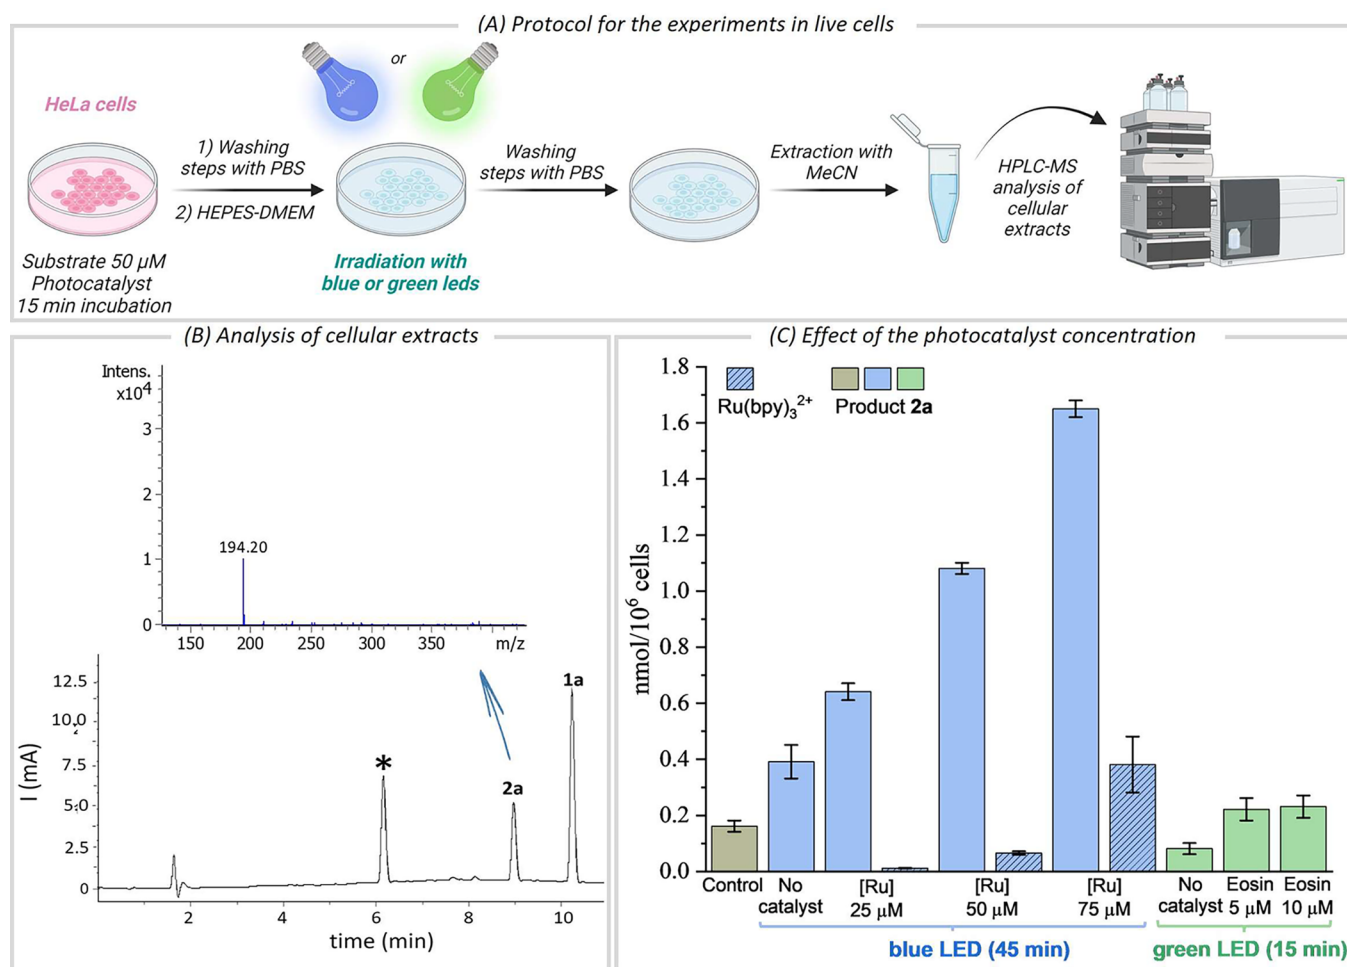 (A) Protocol for the experiments in live cells
or
HeLa cells
1) Washing
steps with PBS
2) HEPES-DMEM
Washing
steps with PBS
Extraction with
MeCN
HPLC-MS
analysis of
cellular
extracts
Substrate 50 µM
Photocatalyst
15 min incubation
Irradiation with
blue or green leds
(B) Analysis of cellular extracts
Intens.
x10⁴
3
2
1
0
194.20
150 200 250 300 350 m/z
12.5
10.0
7.5
5.0
2.5
0
I (mA)
*
2a
1a
2 4 6 8 10
time (min)
(C) Effect of the photocatalyst concentration
1.8
1.6
1.4
1.2
1.0
0.8
0.6
0.4
0.2
0.0
nmol/10⁶ cells
Ru(bpy)₃²⁺ Product 2a
Control No catalyst [Ru] 25 µM [Ru] 50 µM [Ru] 75 µM No catalyst Eosin 5 µM Eosin 10 µM
blue LED (45 min) green LED (15 min)